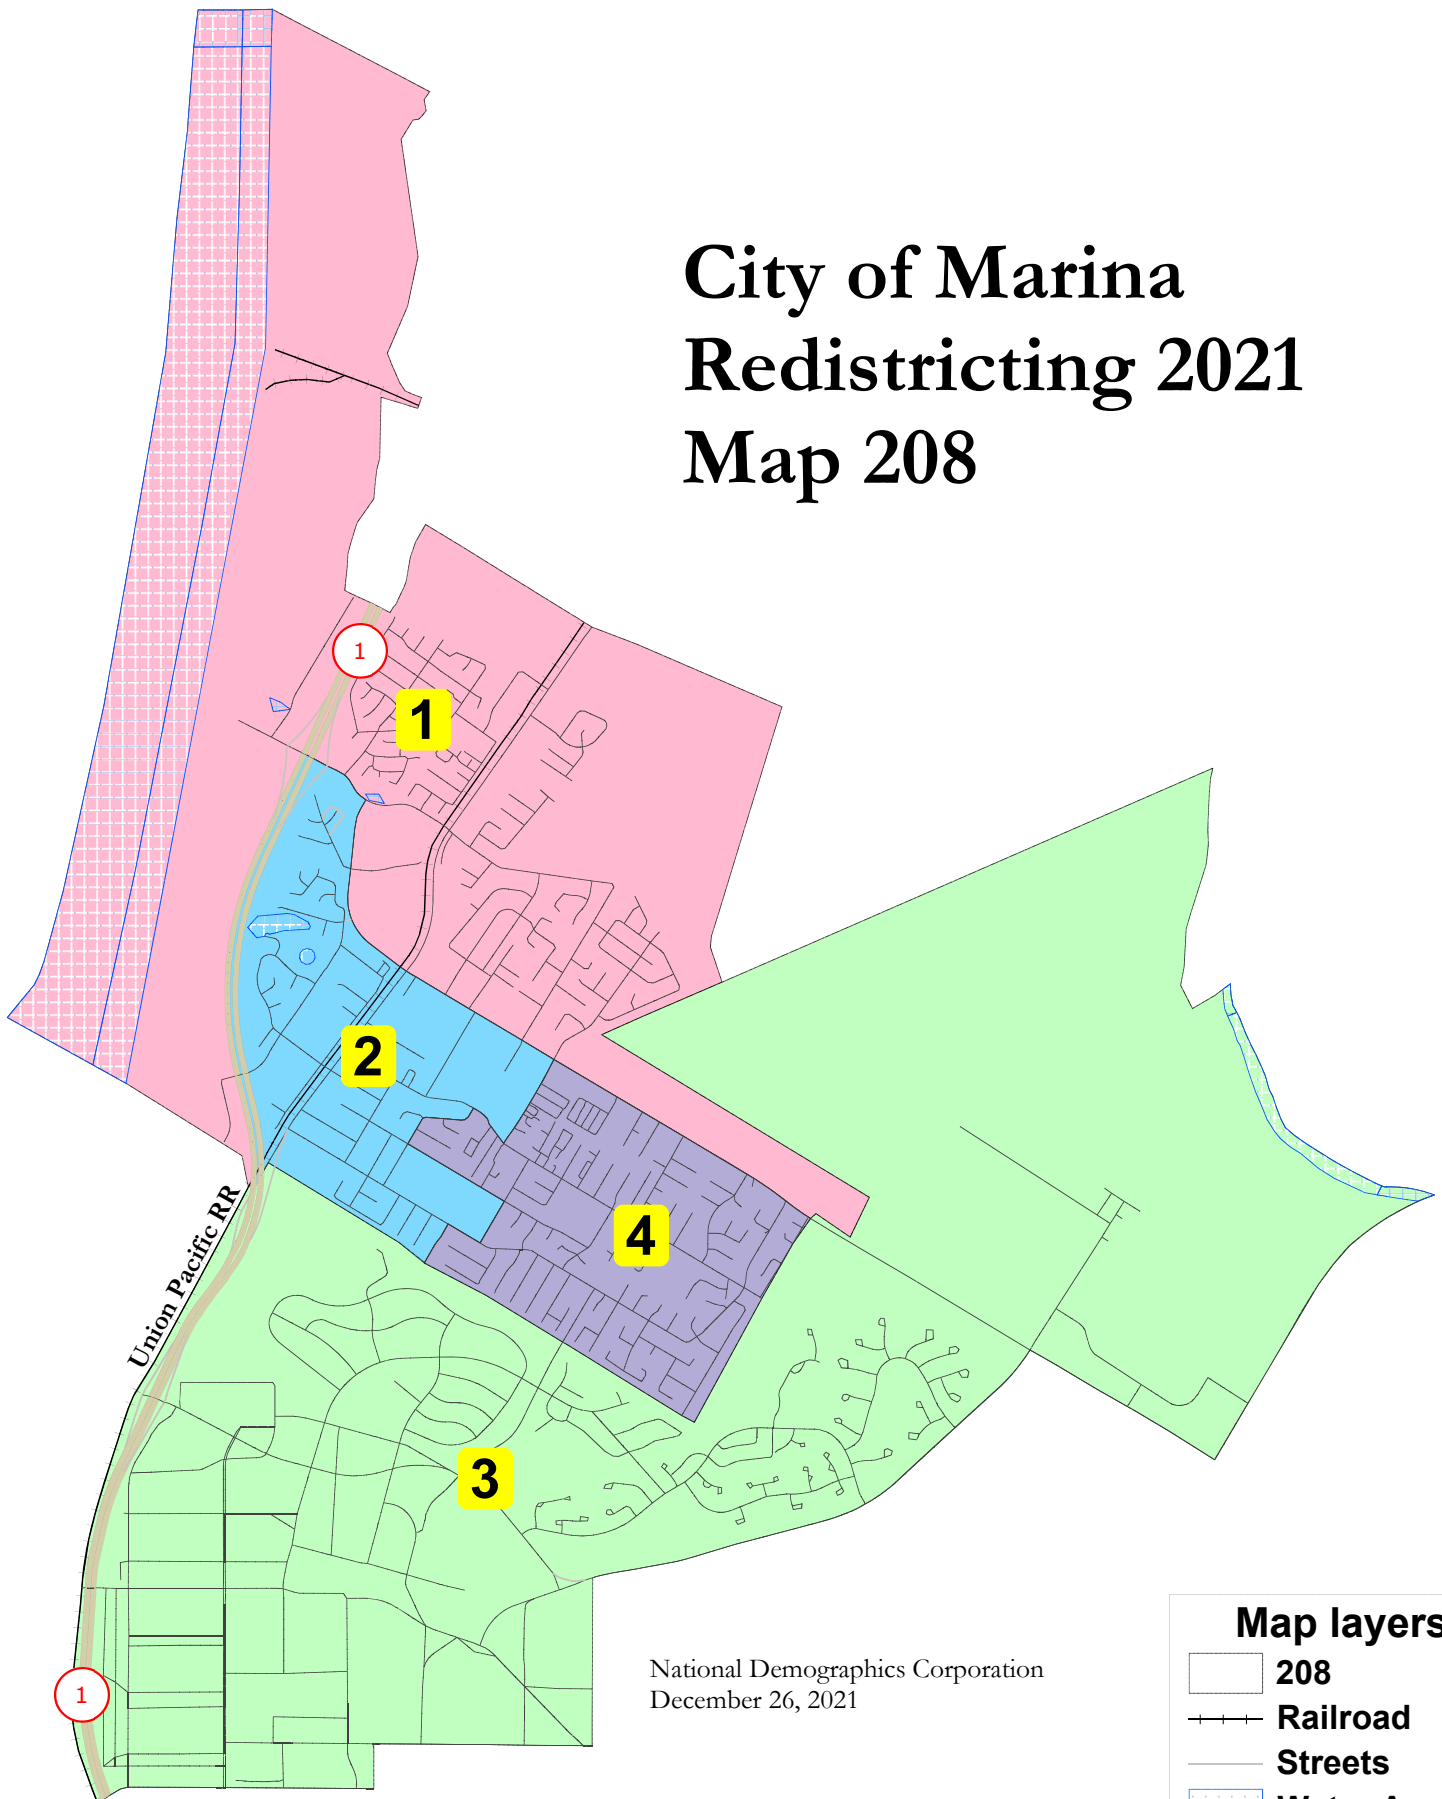 City of Marina
Redistricting 2021
Map 208
1
1
2
4
Union Pacific RR
3
National Demographics Corporation
December 26, 2021
1
Map layers
208
Railroad
Streets